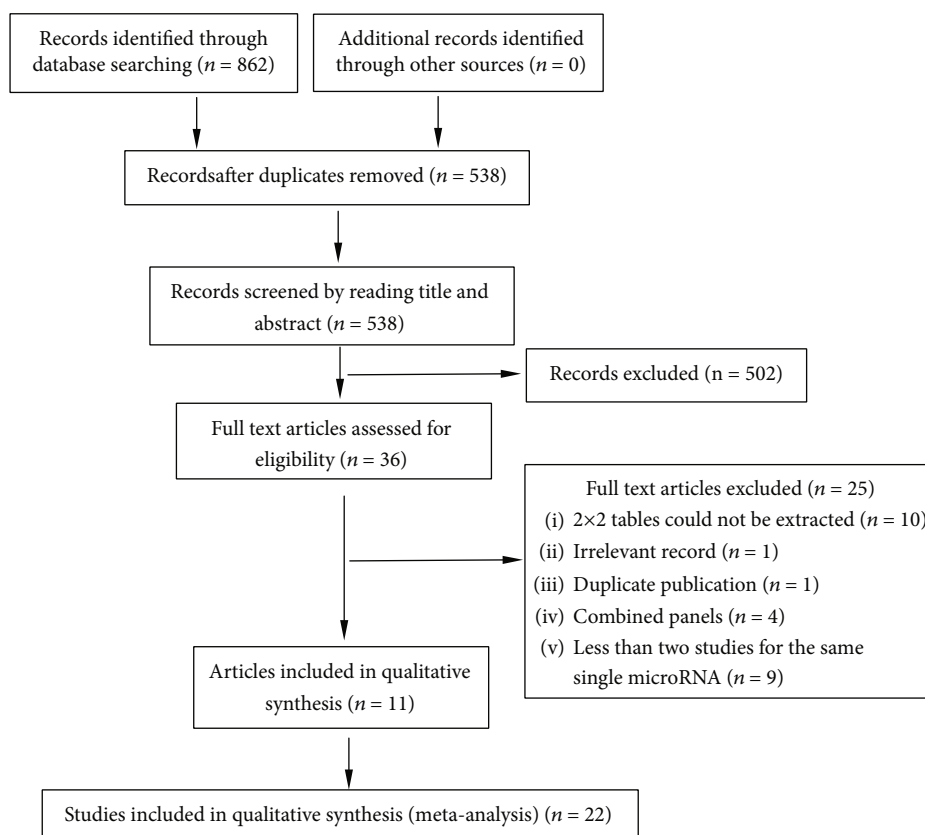 Records identified through
database searching (n = 862)
Additional records identified
through other sources (n = 0)
Recordsafter duplicates removed (n = 538)
Records screened by reading title and
abstract (n = 538)
Records excluded (n = 502)
Full text articles assessed for
eligibility (n = 36)
Full text articles excluded (n = 25)
(i) 2×2 tables could not be extracted (n = 10)
(ii) Irrelevant record (n = 1)
(iii) Duplicate publication (n = 1)
(iv) Combined panels (n = 4)
(v) Less than two studies for the same
single microRNA (n = 9)
Articles included in qualitative
synthesis (n = 11)
Studies included in qualitative synthesis (meta-analysis) (n = 22)